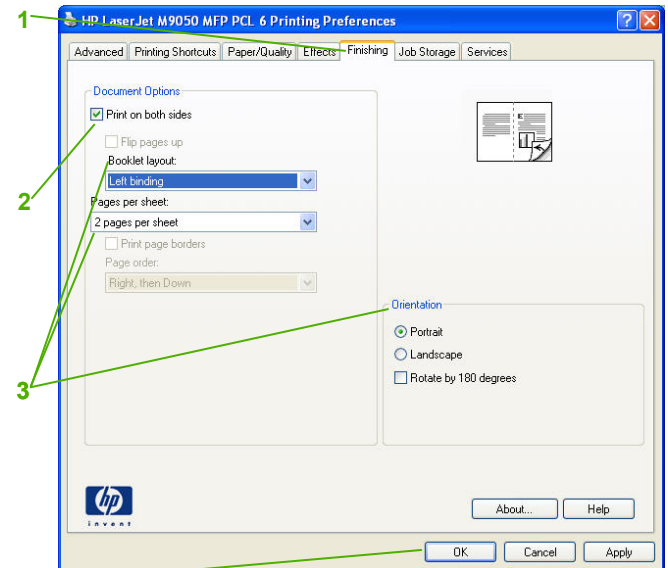 1
HP LaserJet M9050 MFP PCL 6 Printing Preferences
Advanced Printing Shortcuts Paper/Quality Effects Finishing Job Storage Services
Document Options
Print on both sides
Flip pages up
Booklet layout:
Left binding
2
Pages per sheet:
2 pages per sheet
Print page borders
Page order:
Right, then Down
Orientation
Portrait
Landscape
Rotate by 180 degrees
3
hp
invent
About... Help
OK Cancel Apply